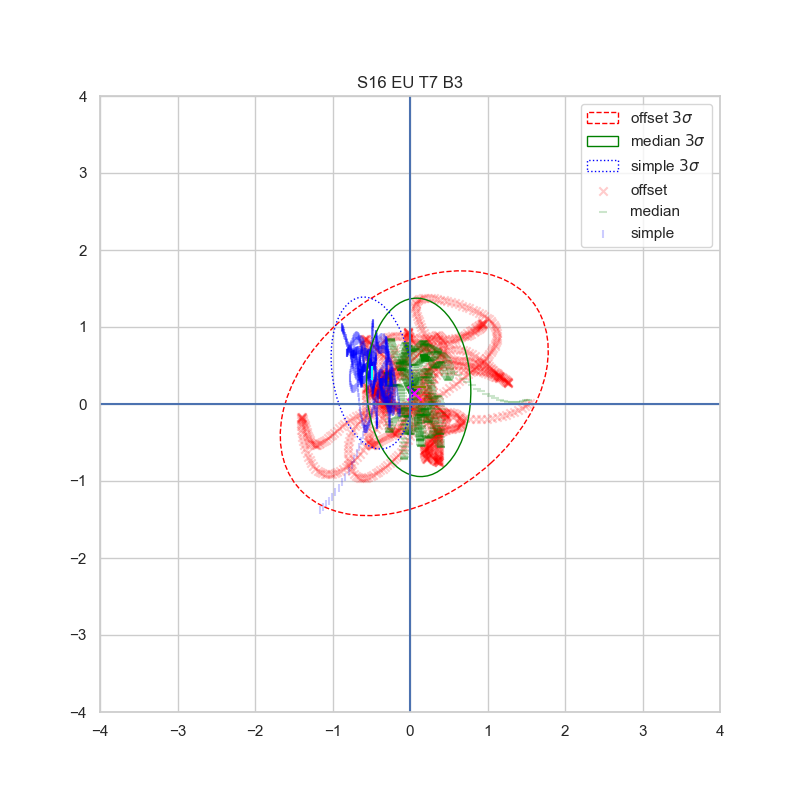 S16 EU T7 B3
offset 3σ
median 3σ
simple 3σ
offset
median
simple
4
3
2
1
0
−1
−2
−3
−4
−4 −3 −2 −1 0 1 2 3 4